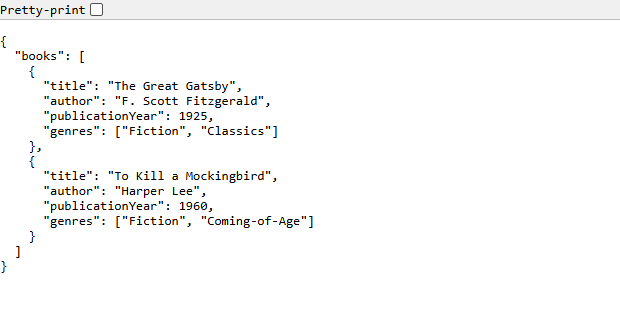 Pretty-print
{
  "books": [
    {
      "title": "The Great Gatsby",
      "author": "F. Scott Fitzgerald",
      "publicationYear": 1925,
      "genres": ["Fiction", "Classics"]
    },
    {
      "title": "To Kill a Mockingbird",
      "author": "Harper Lee",
      "publicationYear": 1960,
      "genres": ["Fiction", "Coming-of-Age"]
    }
  ]
}